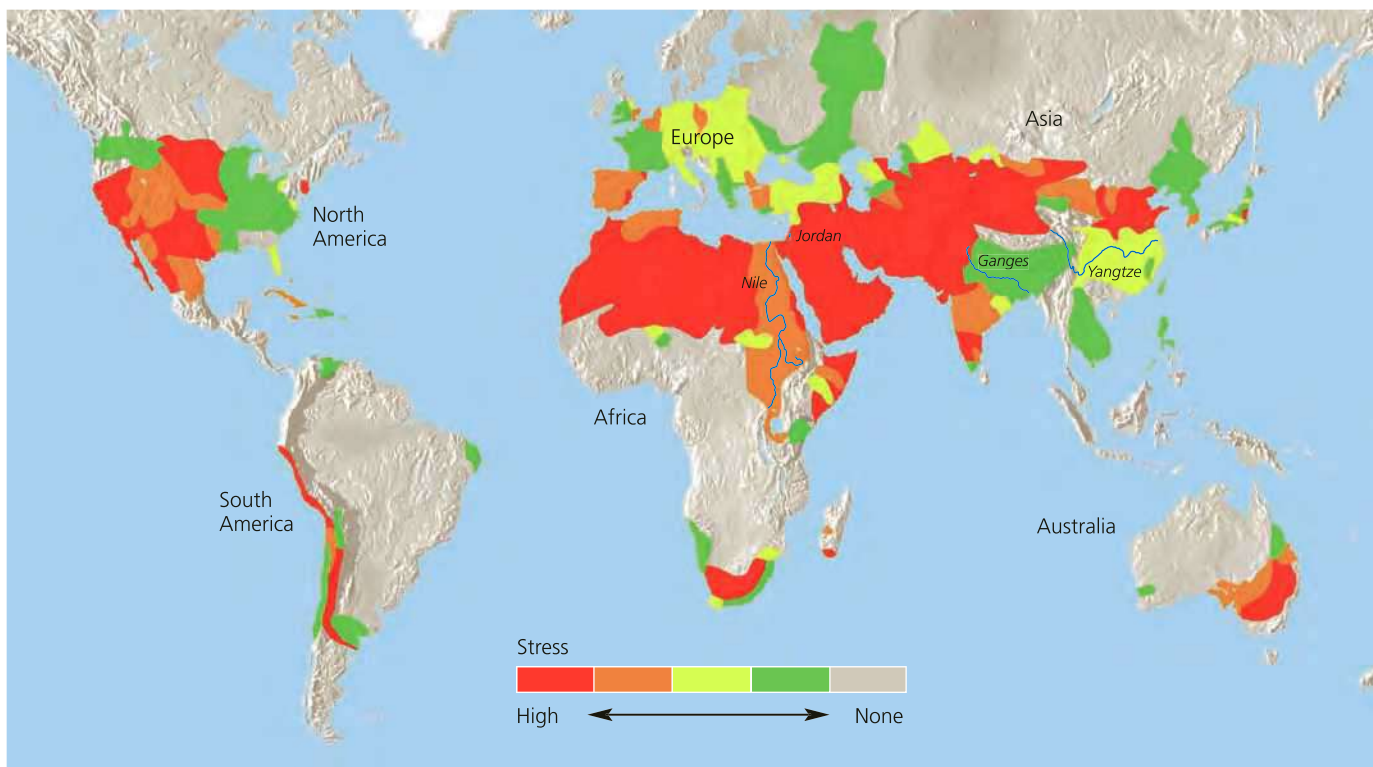 Asia
Europe
North
America
Jordan
Ganges
Yangtze
Nile
Africa
South
America
Australia
Stress
High
None